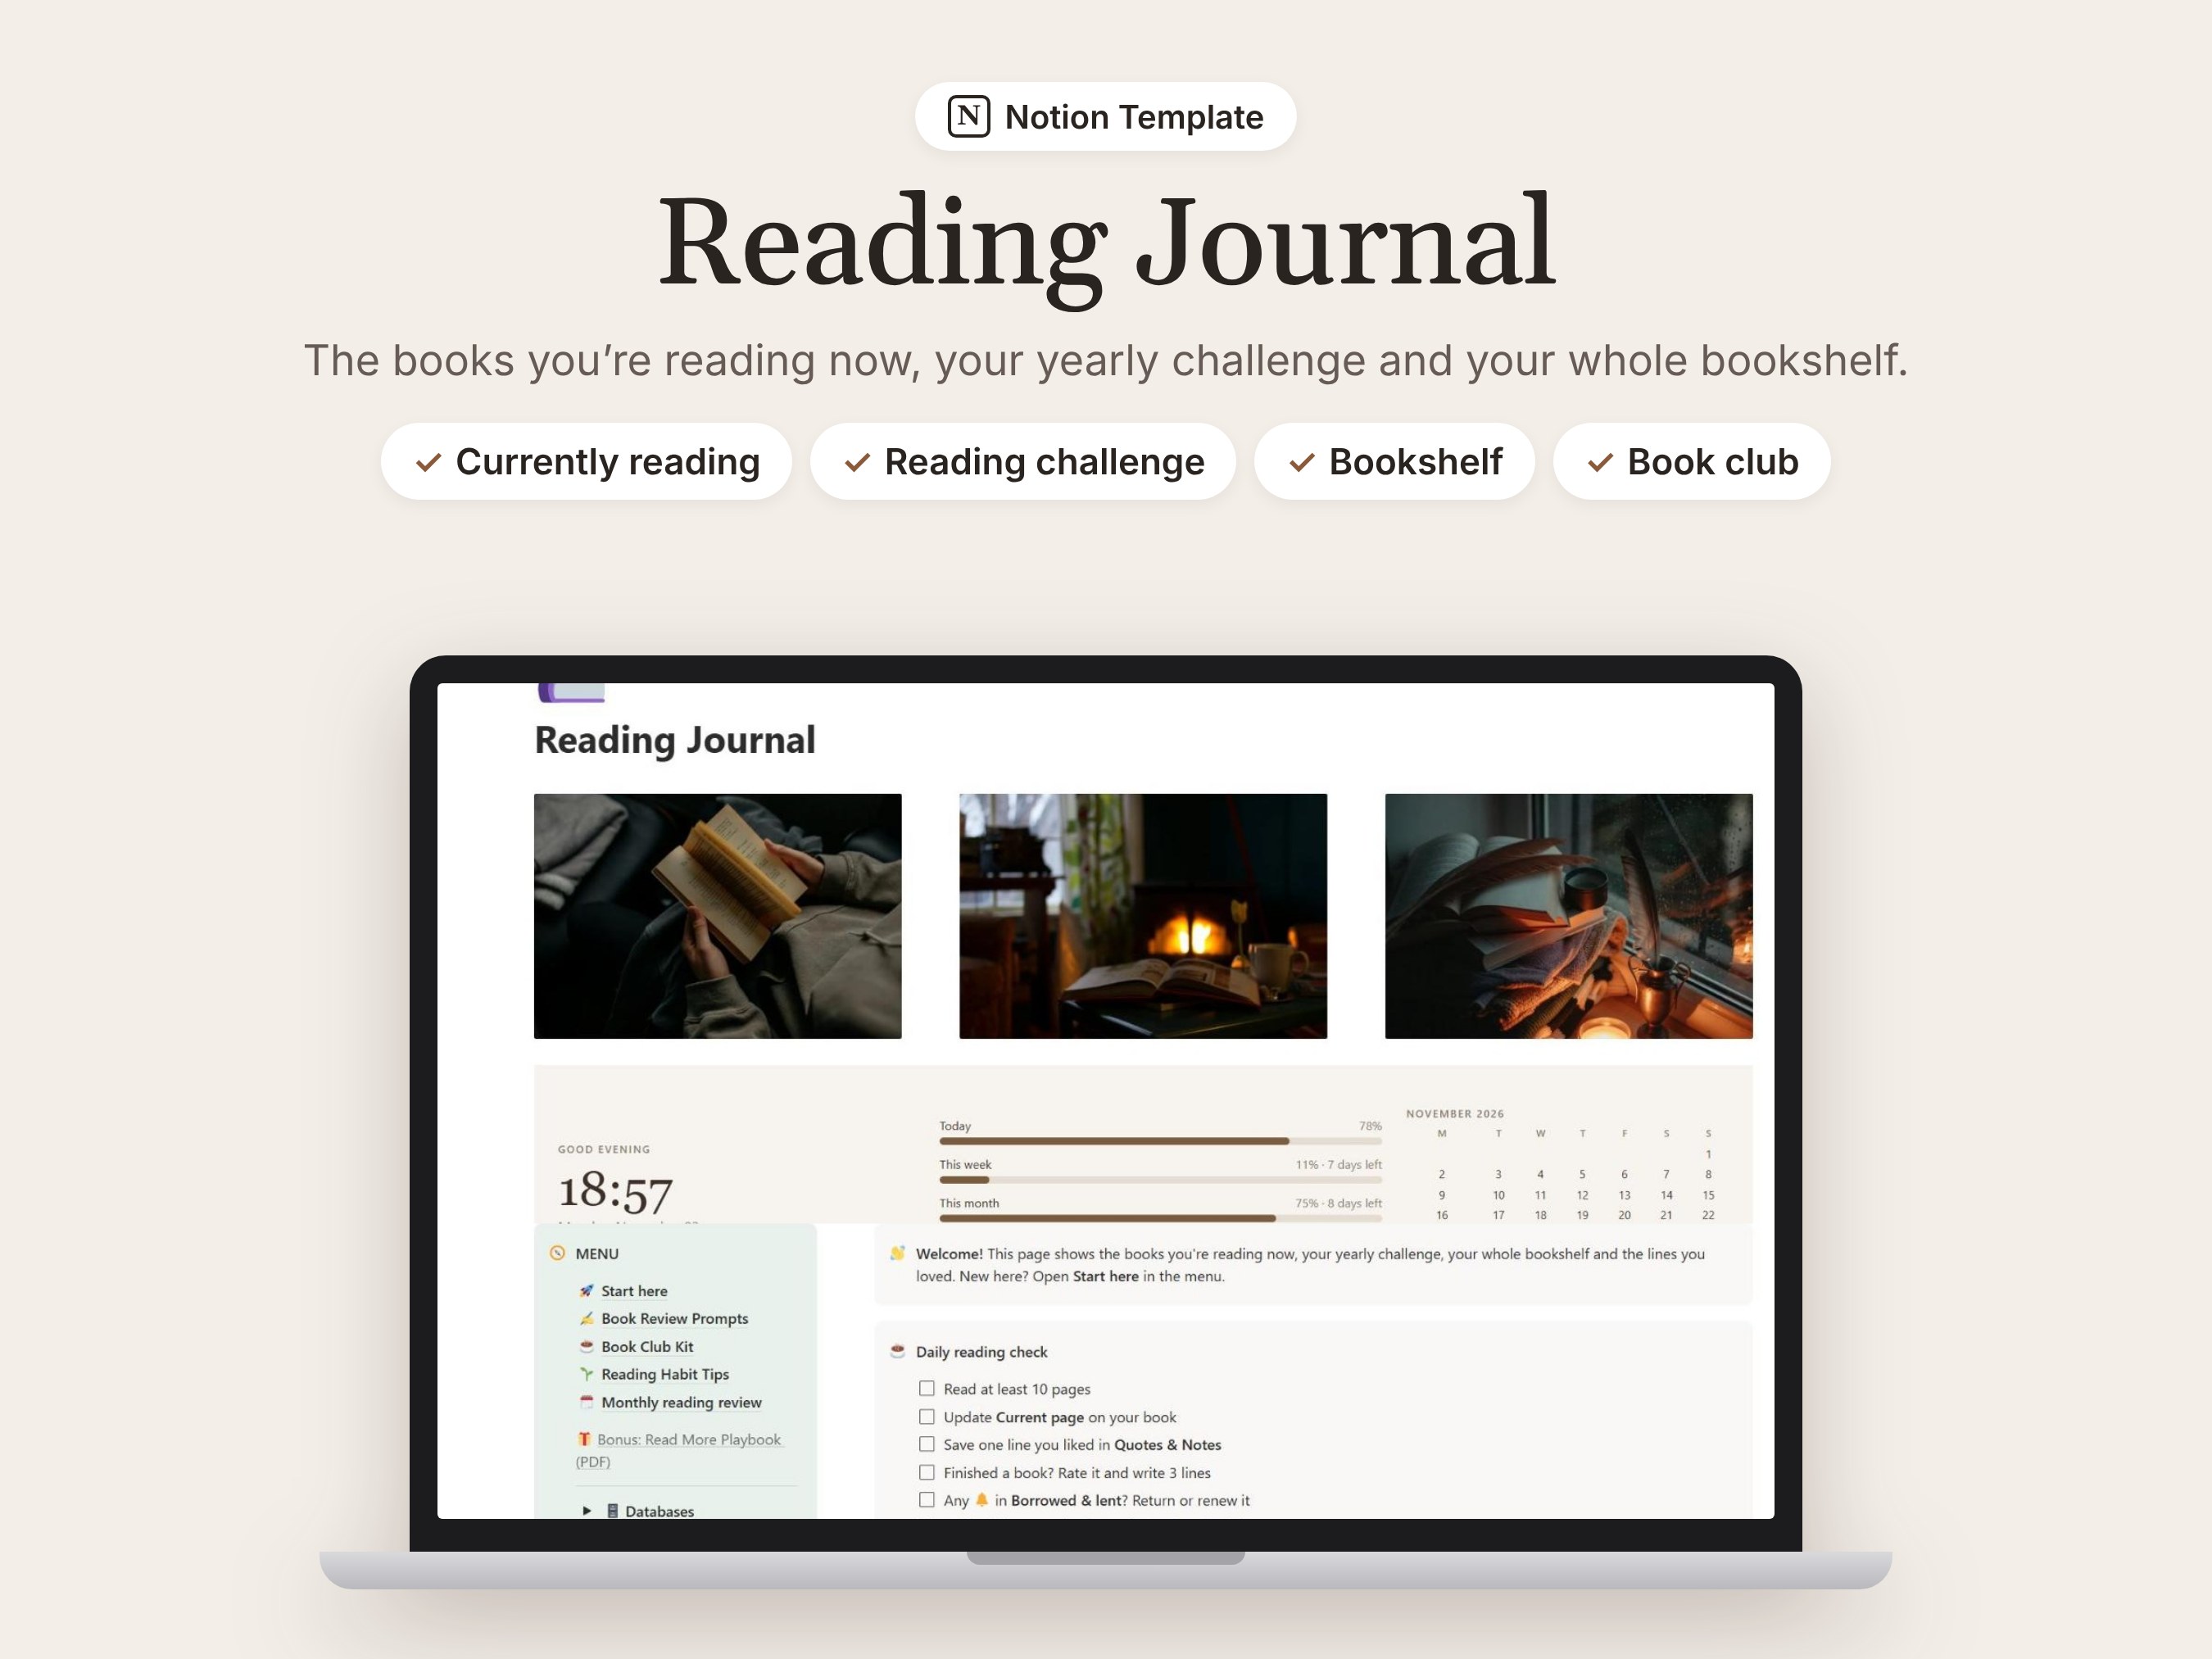 N Notion Template
Reading Journal
The books you’re reading now, your yearly challenge and your whole bookshelf.
✓ Currently reading ✓ Reading challenge ✓ Bookshelf ✓ Book club
Reading Journal
GOOD EVENING
18:57
Today 78%
This week 11% · 7 days left
This month 75% · 8 days left
NOVEMBER 2026
M T W T F S S
1
2 3 4 5 6 7 8
9 10 11 12 13 14 15
16 17 18 19 20 21 22
MENU
Start here
Book Review Prompts
Book Club Kit
Reading Habit Tips
Monthly reading review
Bonus: Read More Playbook
(PDF)
Databases
Welcome! This page shows the books you're reading now, your yearly challenge, your whole bookshelf and the lines you
loved. New here? Open Start here in the menu.
Daily reading check
Read at least 10 pages
Update Current page on your book
Save one line you liked in Quotes & Notes
Finished a book? Rate it and write 3 lines
Any 🔔 in Borrowed & lent? Return or renew it